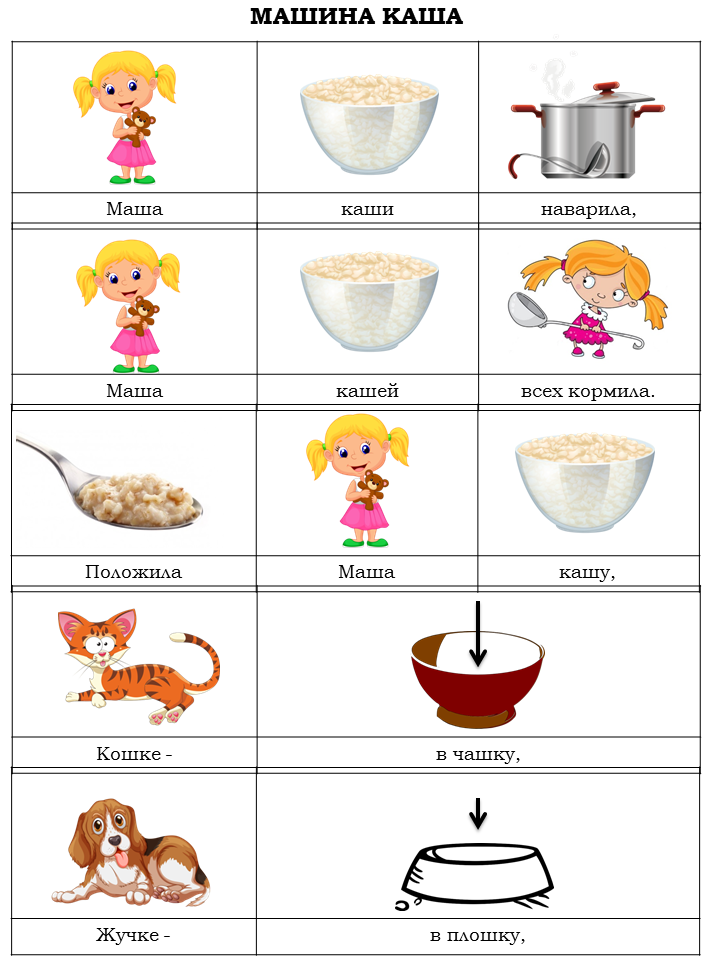 МАШИНА КАША
Маша каши наварила,
Маша кашей всех кормила.
Положила Маша кашу,
Кошке - в чашку,
Жучке - в плошку,